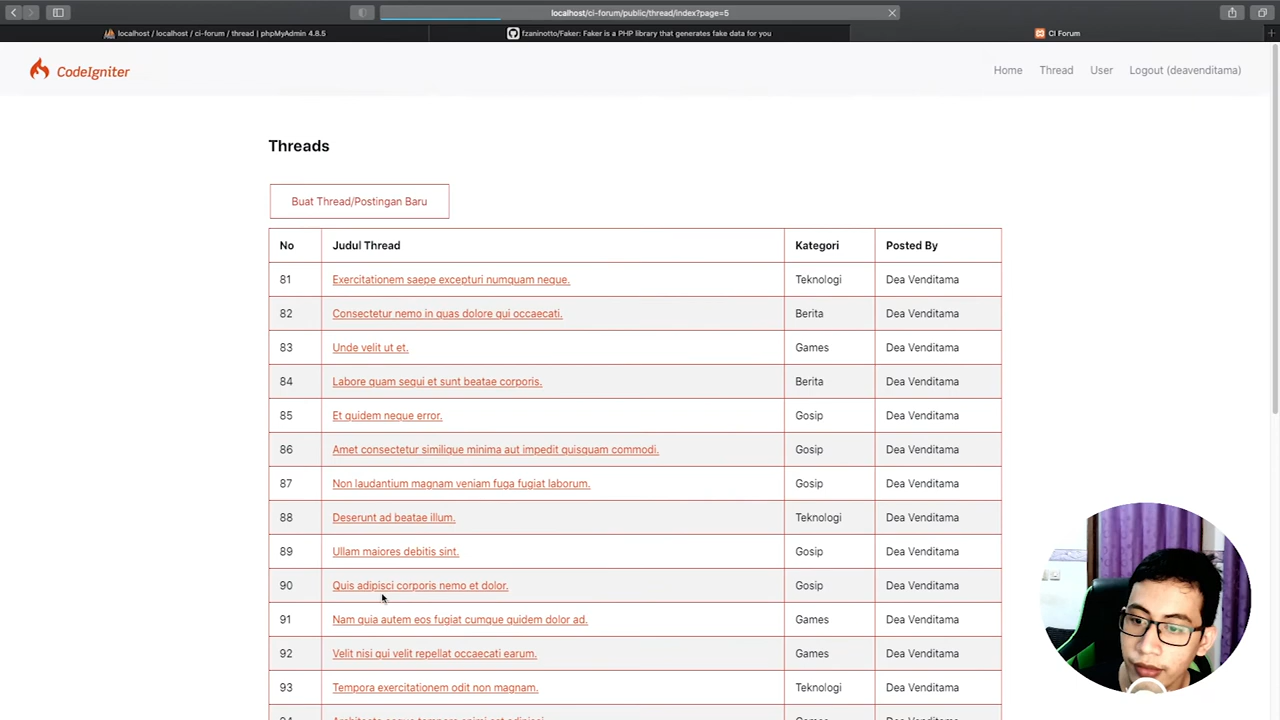 localhost/ci-forum/public/thread/index?page=5
localhost / localhost / ci-forum / thread | phpMyAdmin 4.8.5
fzaninotto/Faker: Faker is a PHP library that generates fake data for you
CI Forum
CodeIgniter
Home
Thread
User
Logout (deavenditama)
Threads
Buat Thread/Postingan Baru
No Judul Thread Kategori Posted By
81 Exercitationem saepe excepturi numquam neque. Teknologi Dea Venditama
82 Consectetur nemo in quas dolore qui occaecati. Berita Dea Venditama
83 Unde velit ut et. Games Dea Venditama
84 Labore quam sequi et sunt beatae corporis. Berita Dea Venditama
85 Et quidem neque error. Gosip Dea Venditama
86 Amet consectetur similique minima aut impedit quisquam commodi. Gosip Dea Venditama
87 Non laudantium magnam veniam fuga fugiat laborum. Gosip Dea Venditama
88 Deserunt ad beatae illum. Teknologi Dea Venditama
89 Ullam maiores debitis sint. Gosip Dea Venditama
90 Quis adipisci corporis nemo et dolor. Gosip Dea Venditama
91 Nam quia autem eos fugiat cumque quidem dolor ad. Games Dea Venditama
92 Velit nisi qui velit repellat occaecati earum. Games Dea Venditama
93 Tempora exercitationem odit non magnam. Teknologi Dea Venditama